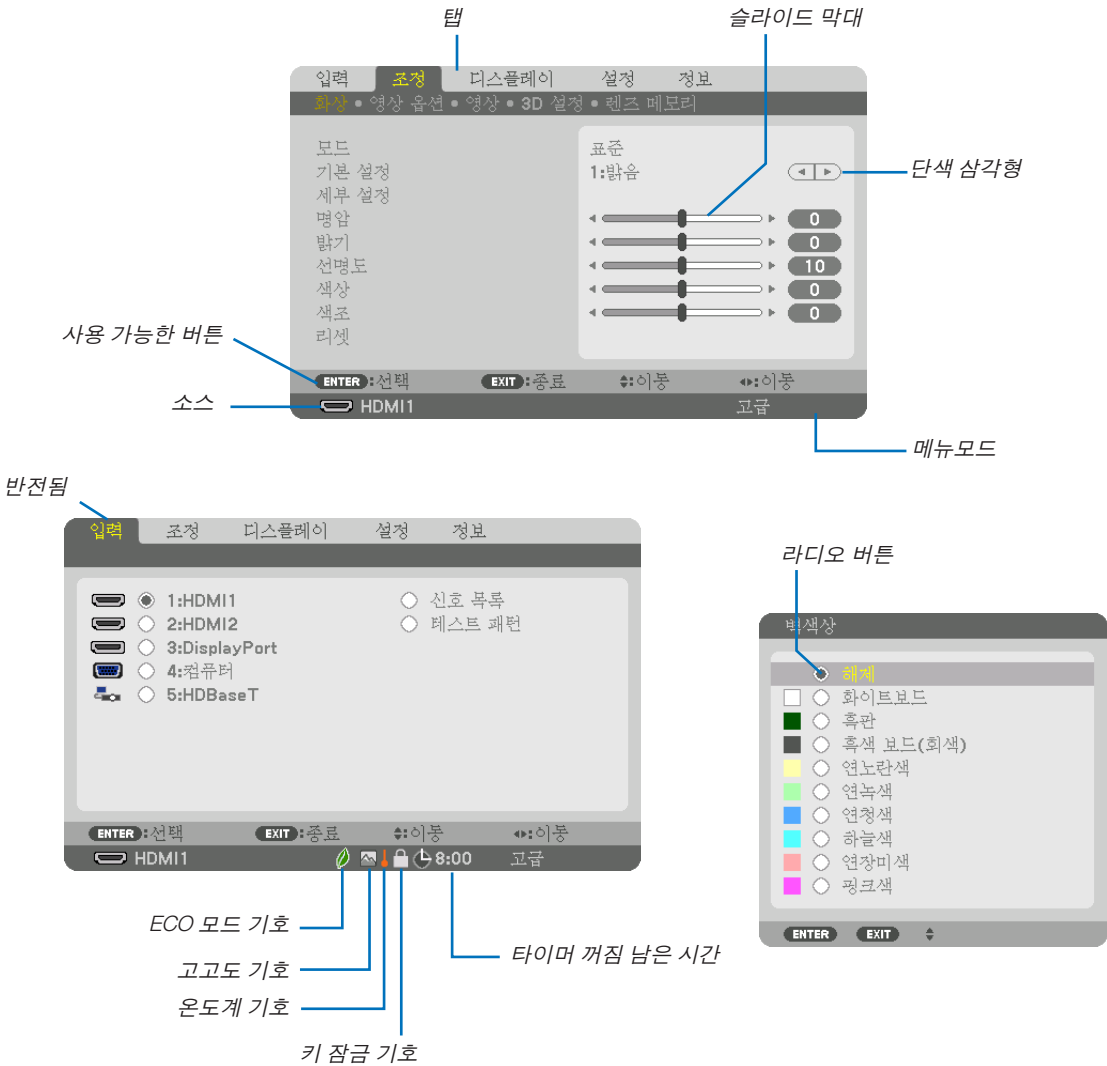 탭
슬라이드 막대
입력 조정 디스플레이 설정 정보
화상 • 영상 옵션 • 영상 • 3D 설정 • 렌즈 메모리
모드 표준
기본 설정 1:밝음
단색 삼각형
세부 설정
명암 0
밝기 0
선명도 10
색상 0
색조 0
리셋
사용 가능한 버튼
ENTER :선택 EXIT :종료 :이동 :이동
소스
HDMI1 고급
메뉴모드
반전됨
입력 조정 디스플레이 설정 정보
1:HDMI1 신호 목록
2:HDMI2 테스트 패턴
3:DisplayPort
4:컴퓨터
5:HDBaseT
ENTER :선택 EXIT :종료 :이동 :이동
HDMI1 8:00 고급
ECO 모드 기호
고고도 기호
온도계 기호
키 잠금 기호
타이머 꺼짐 남은 시간
라디오 버튼
벽색상
해제
화이트보드
흑판
흑색 보드(회색)
연노란색
연녹색
연청색
하늘색
연장미색
핑크색
ENTER EXIT